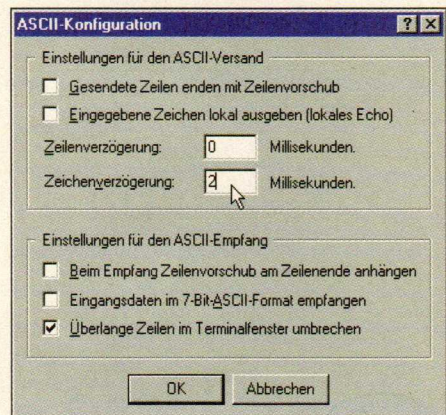 ASCII-Konfiguration
Einstellungen für den ASCII-Versand
Gesendete Zeilen enden mit Zeilenvorschub
Eingegebene Zeichen lokal ausgeben (lokales Echo)
Zeilenverzögerung: 0 Millisekunden.
Zeichenverzögerung: 2 Millisekunden.
Einstellungen für den ASCII-Empfang
Beim Empfang Zeilenvorschub am Zeilenende anhängen
Eingangsdaten im 7-Bit-ASCII-Format empfangen
Überlange Zeilen im Terminalfenster umbrechen
OK Abbrechen